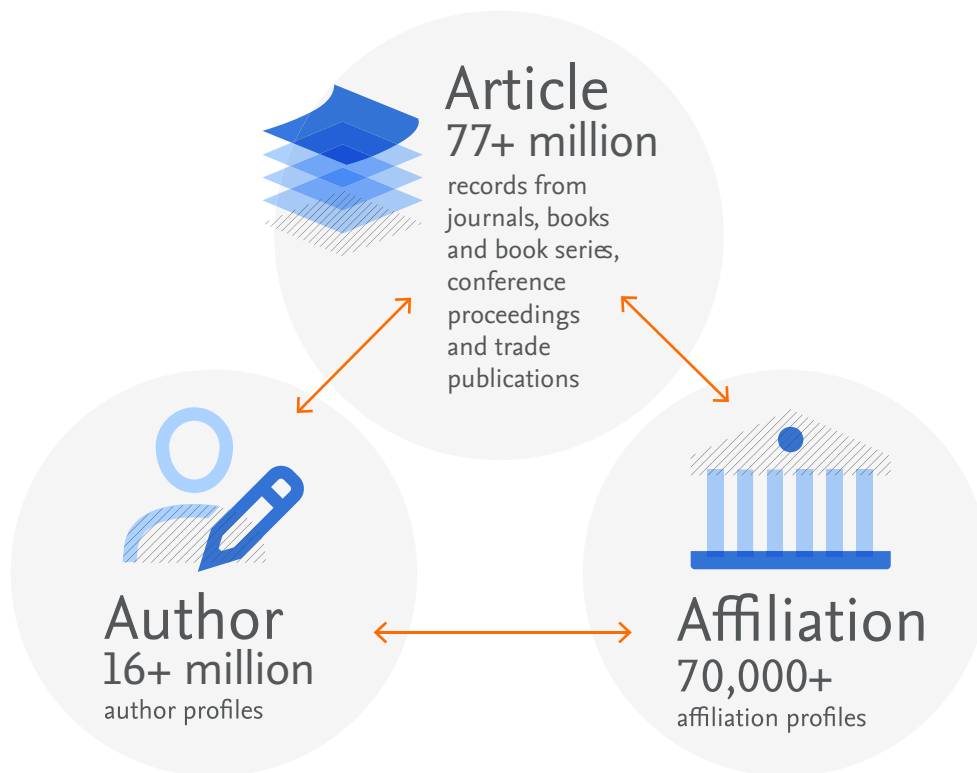 Article
77+ million
records from
journals, books
and book series,
conference
proceedings
and trade
publications
Author
16+ million
author profiles
Affiliation
70,000+
affiliation profiles